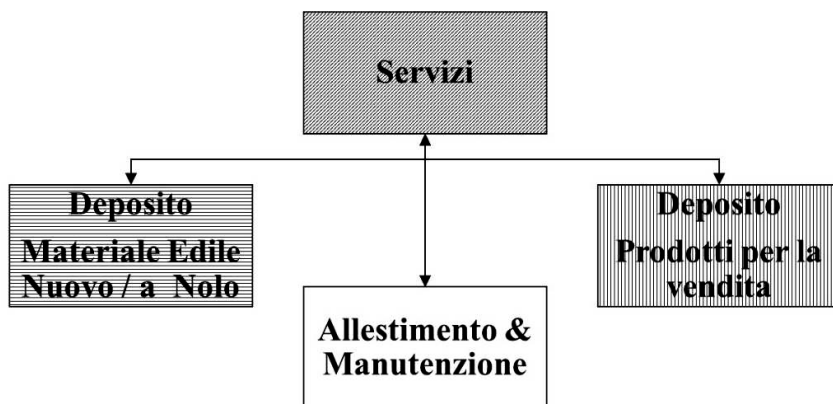 Servizi
Deposito
Materiale Edile
Nuovo / a Nolo
Deposito
Prodotti per la
vendita
Allestimento &
Manutenzione